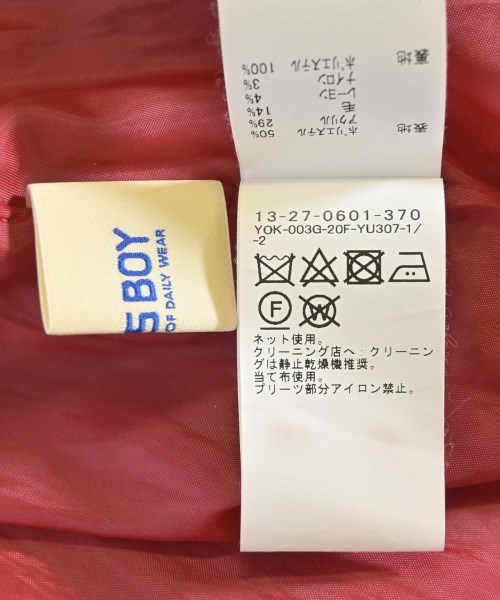 表地 ポリエステル 50%
アクリル 29%
毛 14%
レーヨン 4%
ナイロン 3%
裏地 ポリエステル 100%
BOY
OF DAILY WEAR
13-27-0601-370
YOK-003G-20F-YU307-1/
-2
F W
ネット使用。
クリーニング店へ:クリーニン
グは静止乾燥機推奨。
当て布使用。
プリーツ部分アイロン禁止。